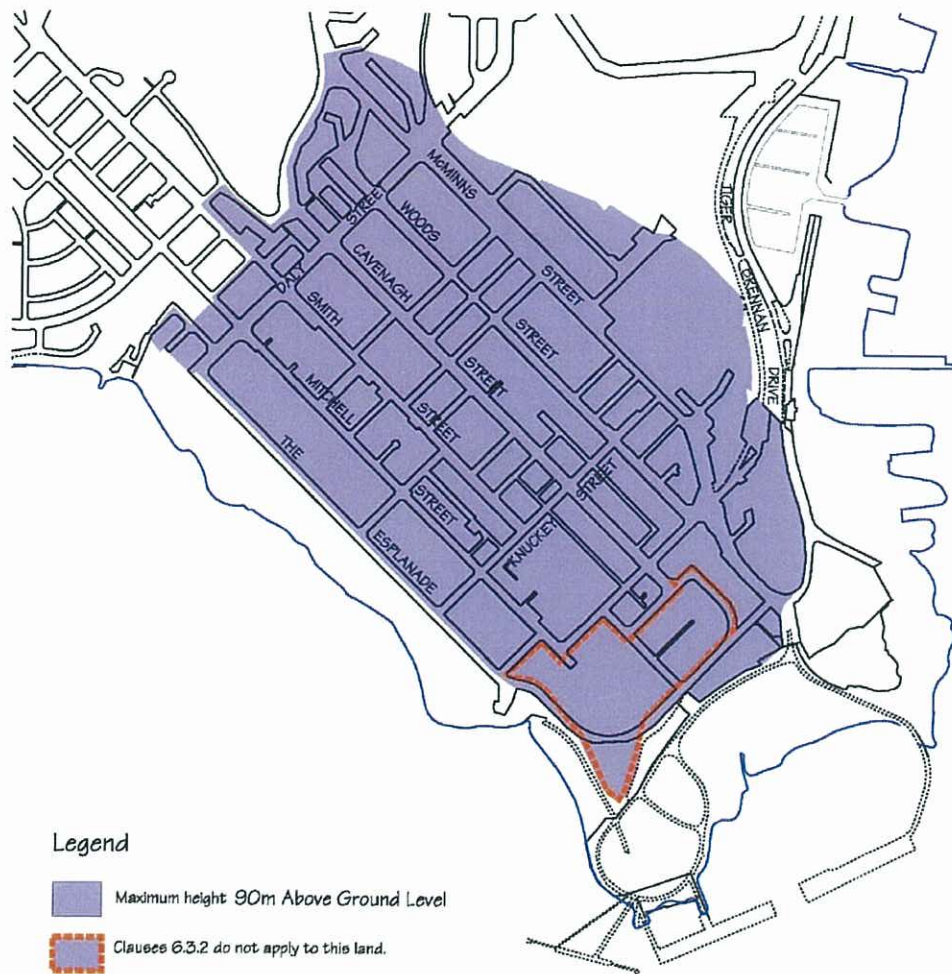 McMINNS
STREET
WOODS
STREET
CAVENAGH
STREET
DALY
STREET
SMITH
STREET
MITCHELL
STREET
THE
ESPLANADE
KNUCKEY
STREET
TIGER
BRENNAN
DRIVE
Legend
Maximum height 90m Above Ground Level
Clauses 6.3.2 do not apply to this land.